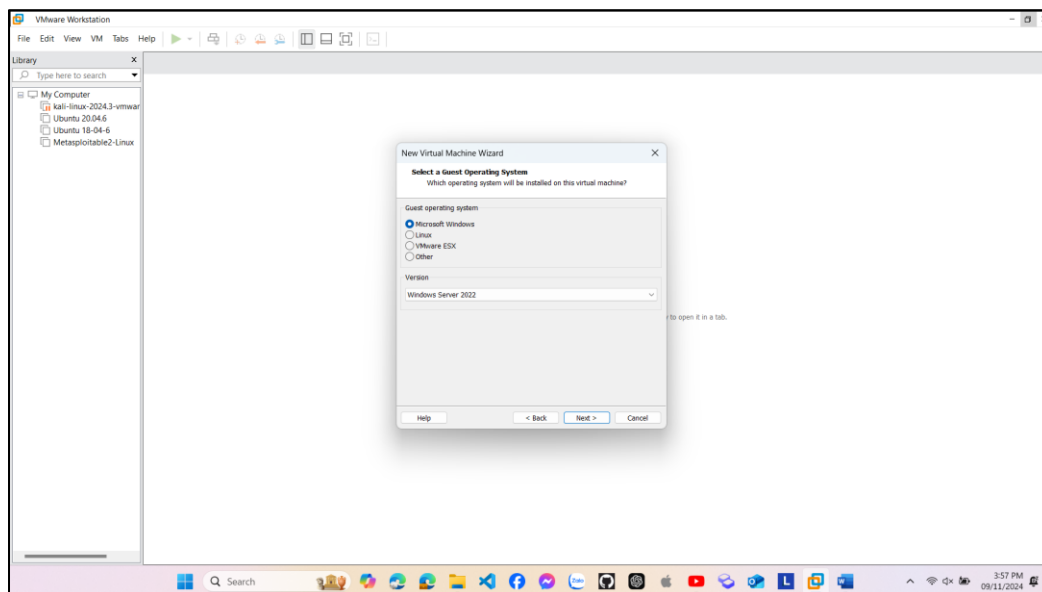 VMware Workstation
File Edit View VM Tabs Help
Library x
Type here to search
My Computer
kali-linux-2024.3-vmwar
Ubuntu 20.04.6
Ubuntu 18-04-6
Metasploitable2-Linux
New Virtual Machine Wizard
Select a Guest Operating System
Which operating system will be installed on this virtual machine?
Guest operating system
Microsoft Windows
Linux
VMware ESX
Other
Version
Windows Server 2022
to open it in a tab.
Help < Back Next > Cancel
Search
Zalo
L
3:57 PM
09/11/2024